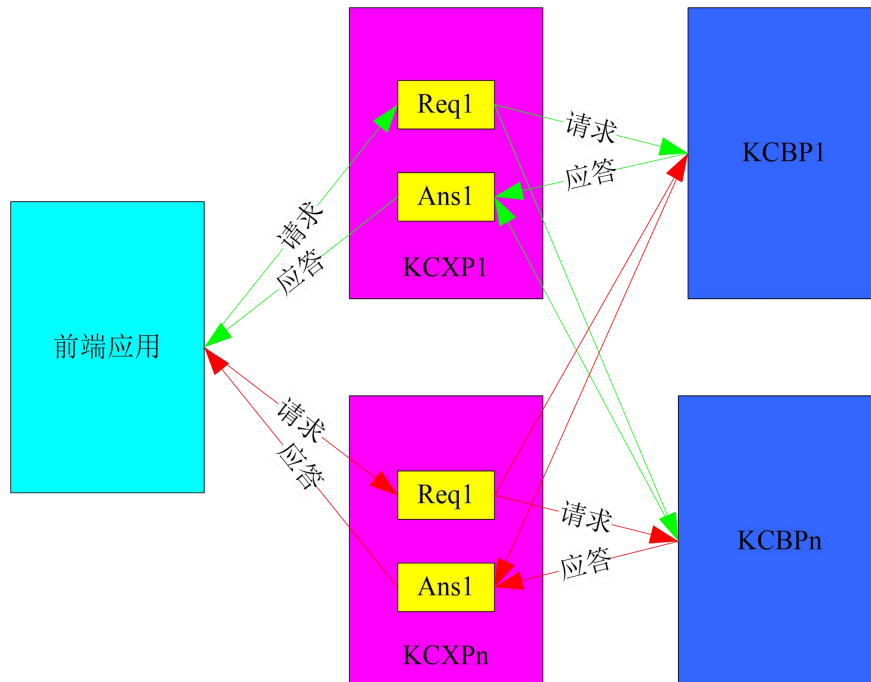 Req1
请求
KCBP1
Ans1
应答
KCXP1
请求
应答
前端应用
请求
应答
Req1
请求
KCBPn
Ans1
应答
KCXPn